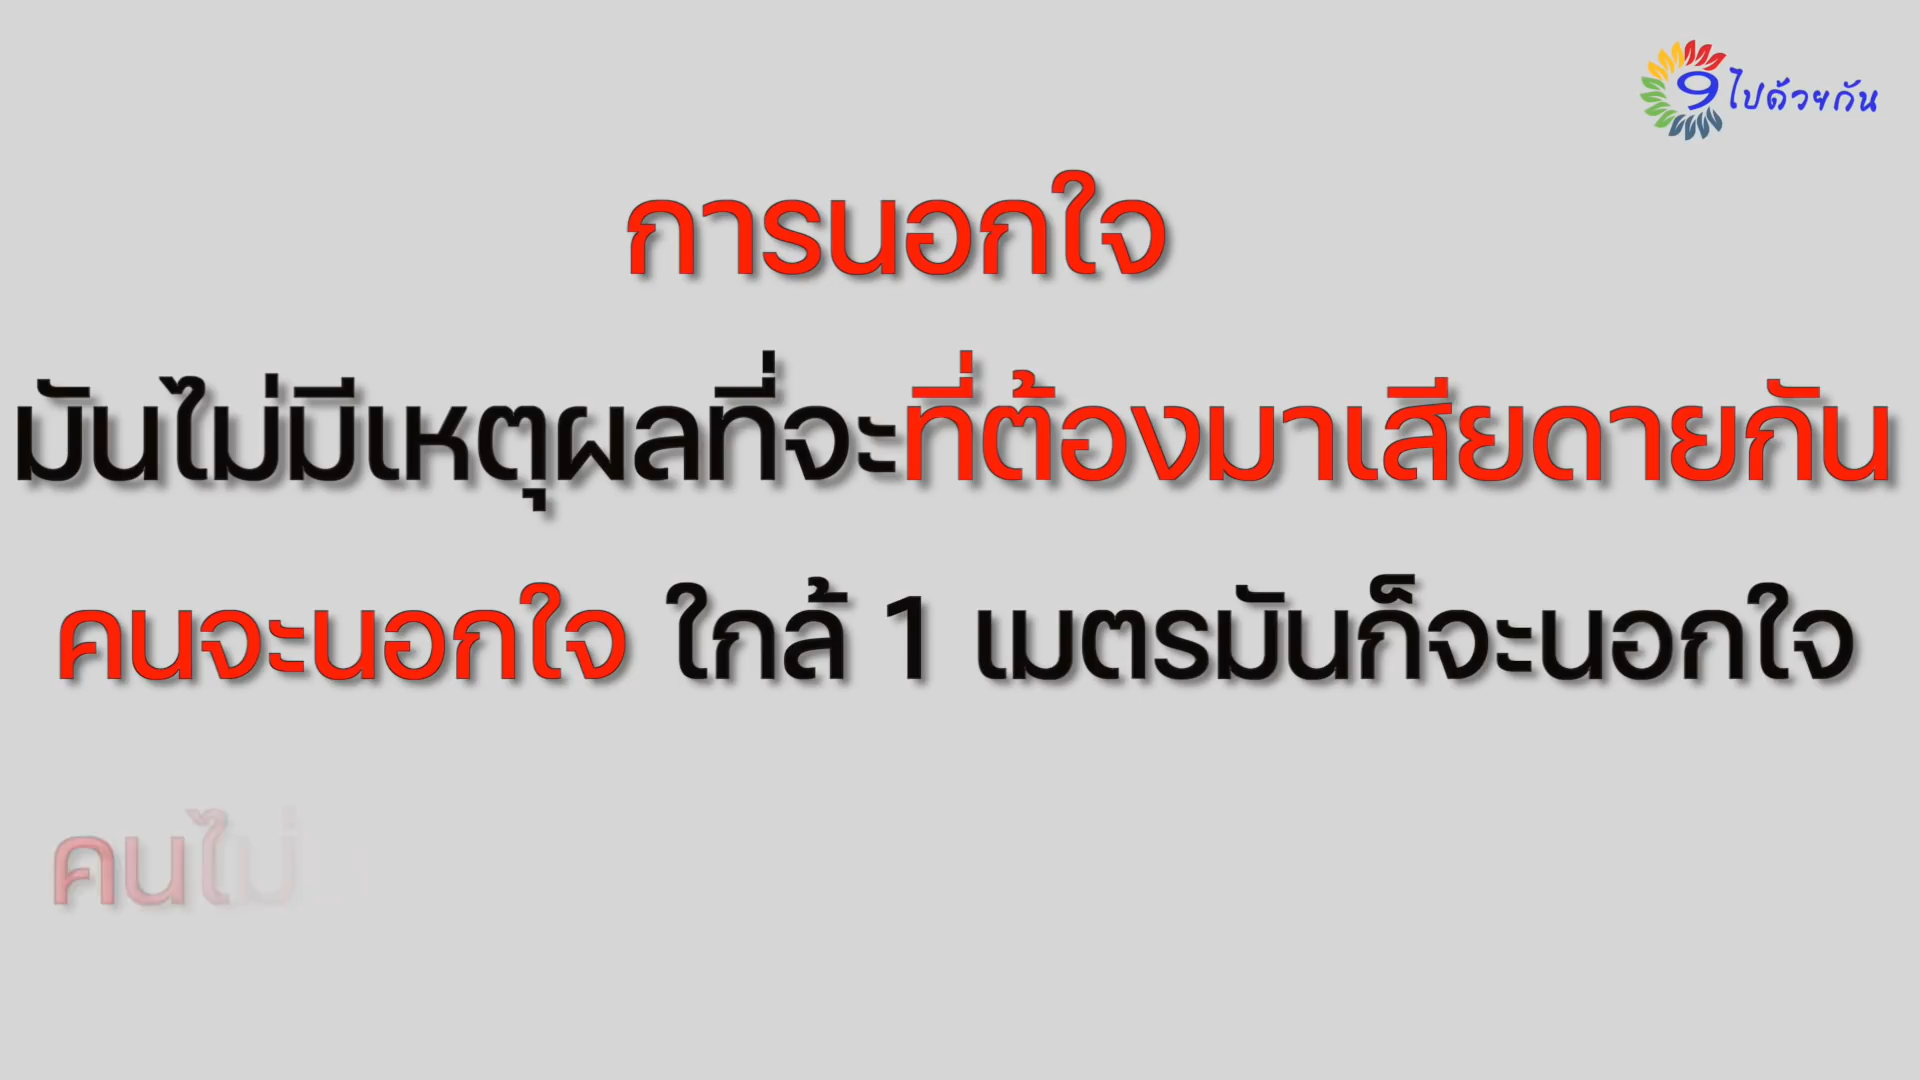 9 ไปด้วยกัน
การนอกใจ
มันไม่มีเหตุผลที่จะที่ต้องมาเสียดายกัน
คนจะนอกใจ ใกล้ 1 เมตรมันก็จะนอกใจ
คนไม่